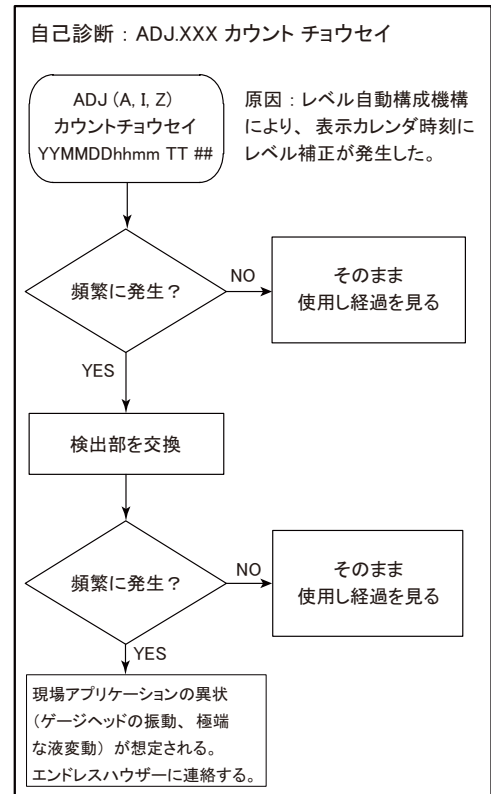 自己診断：ADJ.XXX カウント チョウセイ
ADJ (A, I, Z)
カウントチョウセイ
YYMMDDhhmm TT ##
原因：レベル自動構成機構
により、表示カレンダ時刻に
レベル補正が発生した。
頻繁に発生？
NO
そのまま
使用し経過を見る
YES
検出部を交換
頻繁に発生？
NO
そのまま
使用し経過を見る
YES
現場アプリケーションの異状
（ゲージヘッドの振動、極端
な液変動）が想定される。
エンドレスハウザーに連絡する。